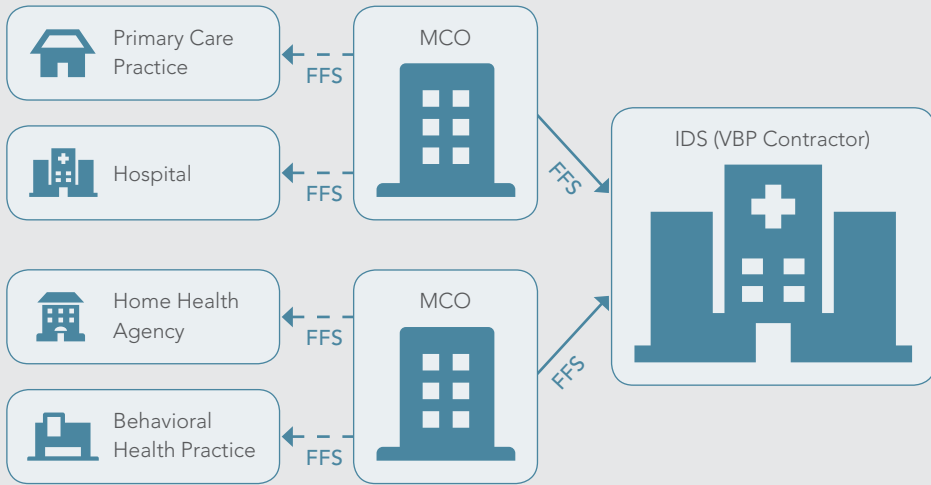 Primary Care
Practice
FFS
MCO
Hospital
FFS
FFS
IDS (VBP Contractor)
Home Health
Agency
FFS
MCO
Behavioral
Health Practice
FFS
FFS